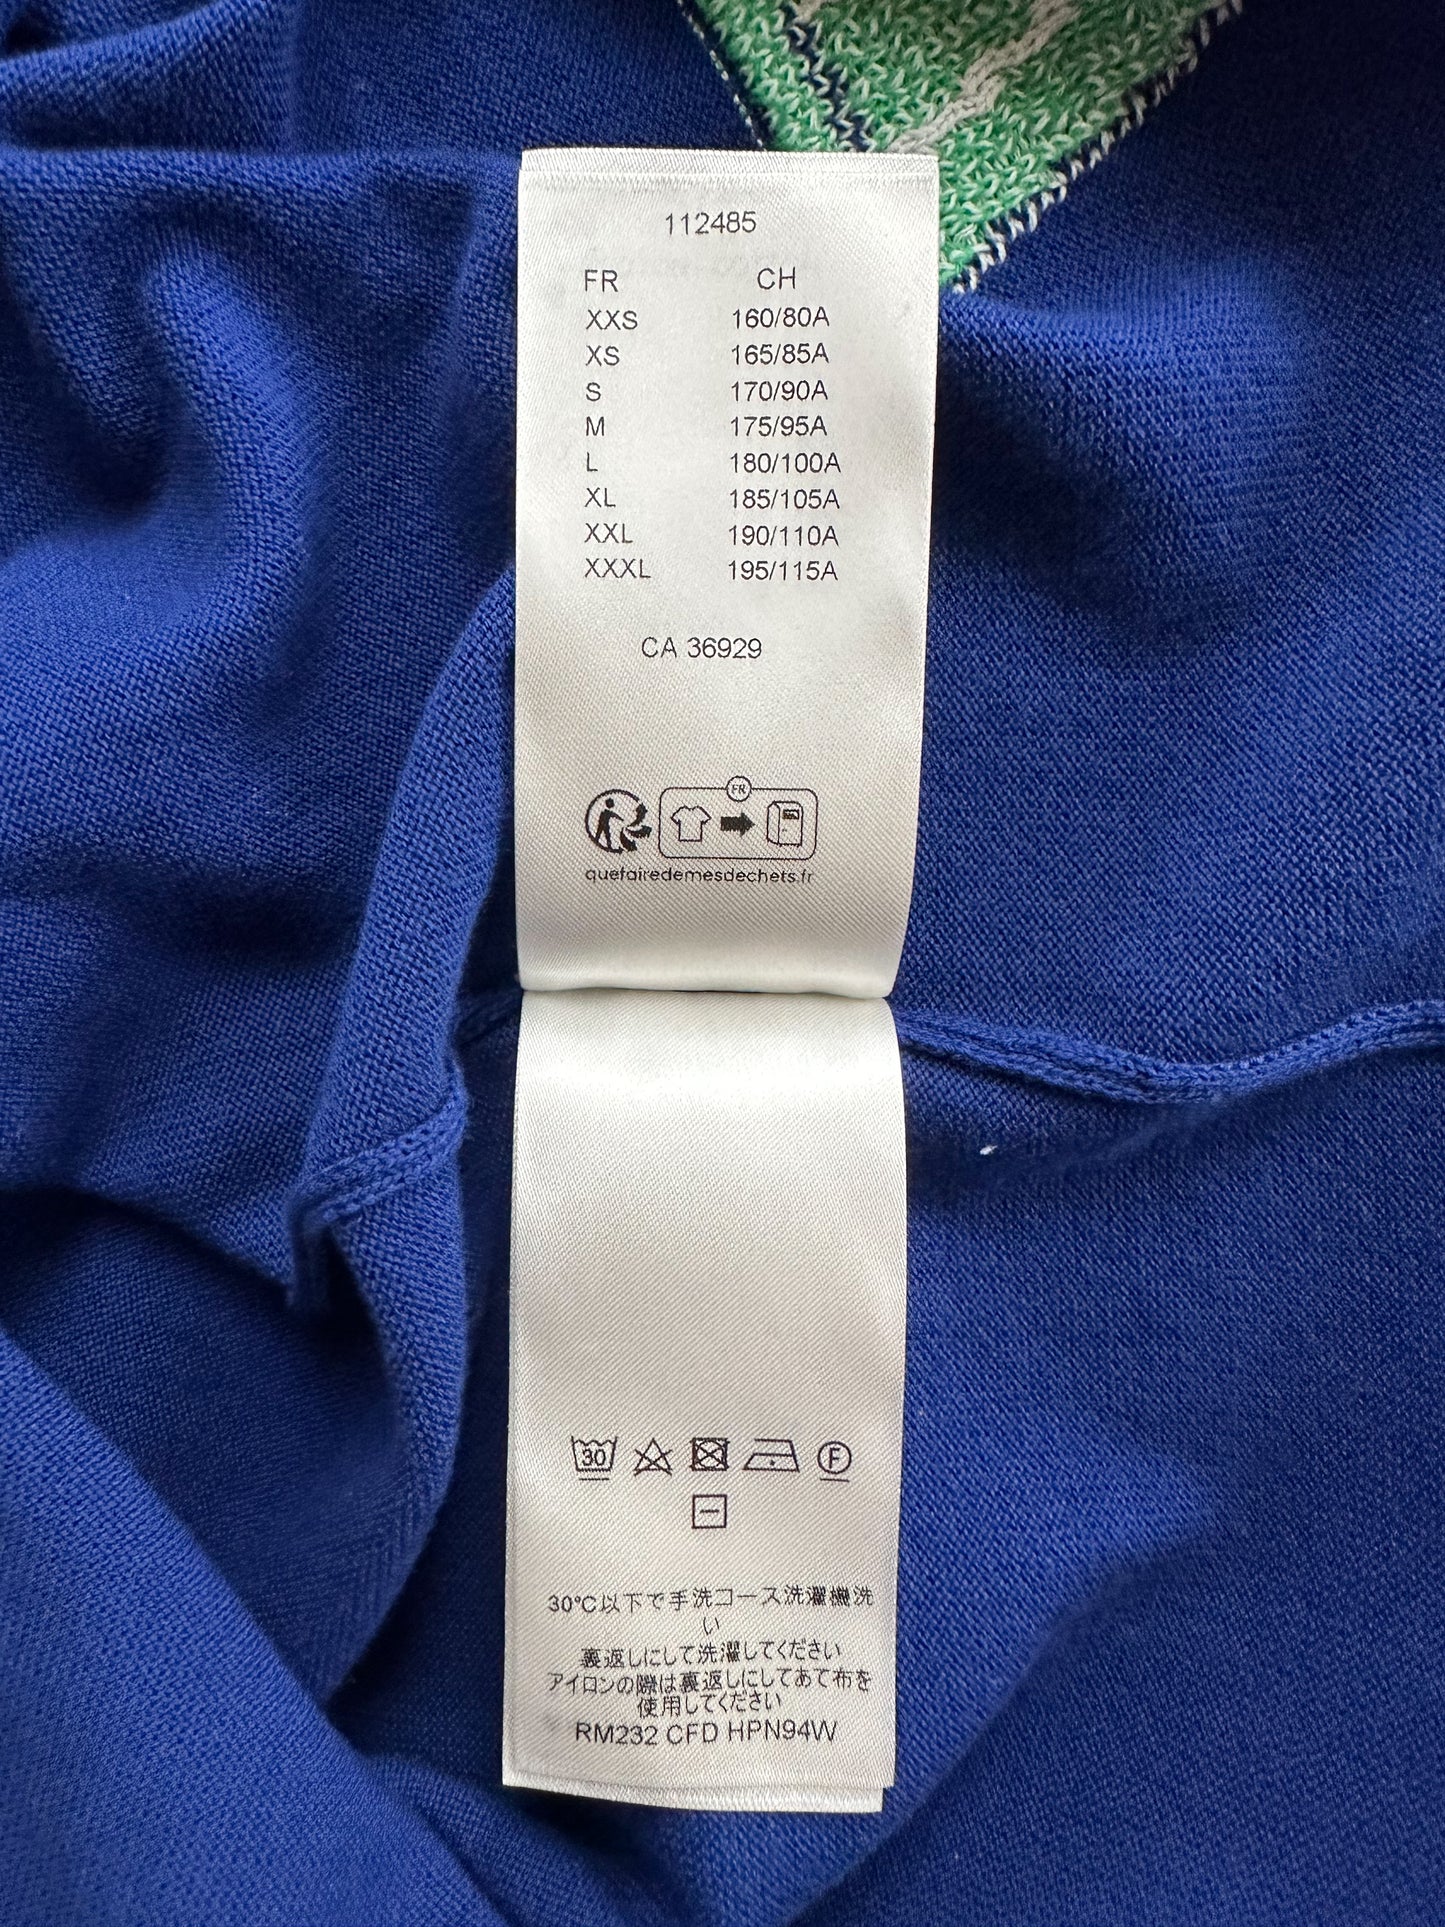 112485
FR CH
XXS 160/80A
XS 165/85A
S 170/90A
M 175/95A
L 180/100A
XL 185/105A
XXL 190/110A
XXXL 195/115A
CA 36929
FR
quefairedemesdechets.fr
30
F
30℃以下で手洗コース洗濯機洗
い
裏返しにして洗濯してください
アイロンの際は裏返しにしてあて布を
使用してください
RM232 CFD HPN94W